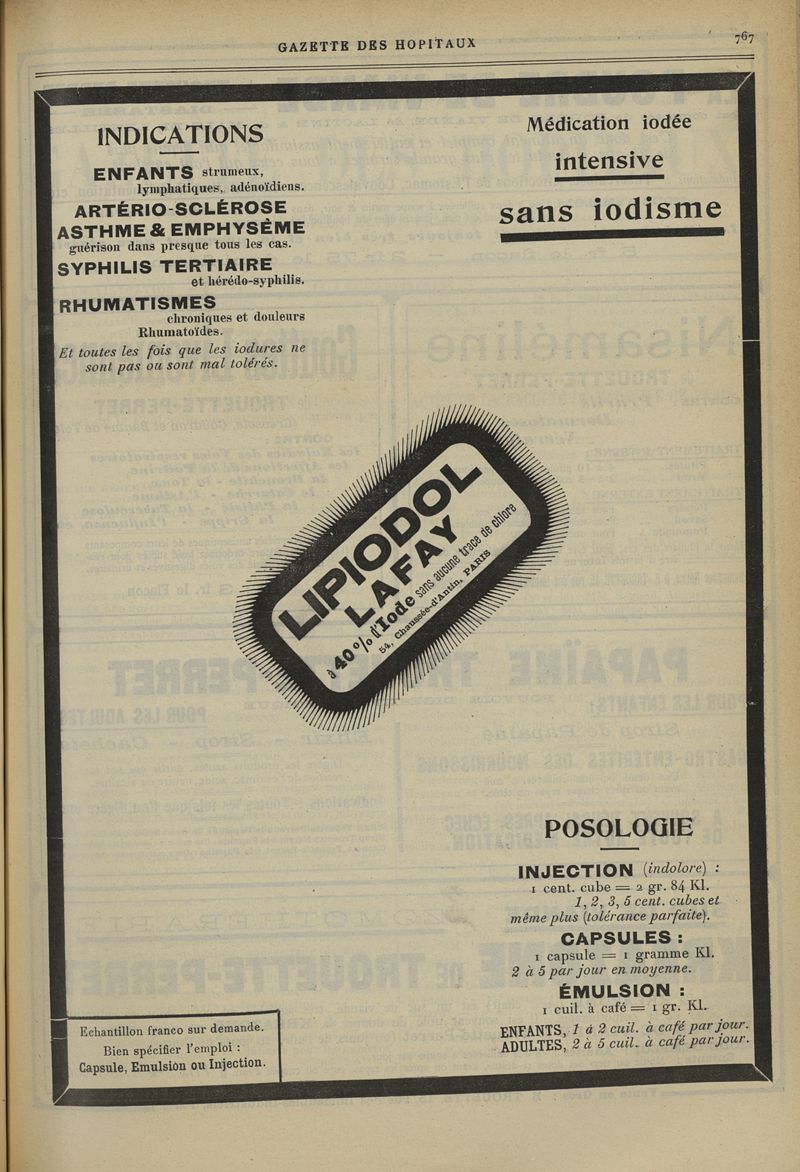 GAZETTE DES HOPITAUX
767
INDICATIONS
ENFANTS strumeux,
lymphatiques, adénoïdiens.
ARTÉRIO-SCLÉROSE
ASTHME & EMPHYSÈME
guérison dans presque tous les cas.
SYPHILIS TERTIAIRE
et hérédo-syphilis.
RHUMATISMES
chroniques et douleurs
Rhumatoïdes.
Et toutes les fois que les iodures ne
sont pas ou sont mal tolérés.
Médication iodée
intensive
sans iodisme
LIPIODOL
LAFAY
à 40 % d'Iode sans aucune trace de chlore
54, Chaussée-d'Antin, PARIS
POSOLOGIE
INJECTION (indolore) :
1 cent. cube = 2 gr. 84 KI.
1, 2, 3, 5 cent. cubes et
même plus (tolérance parfaite).
CAPSULES :
1 capsule = 1 gramme KI.
2 à 5 par jour en moyenne.
ÉMULSION :
1 cuil. à café = 1 gr. KI.
ENFANTS, 1 à 2 cuil. à café par jour.
ADULTES, 2 à 5 cuil. à café par jour.
Echantillon franco sur demande.
Bien spécifier l'emploi :
Capsule, Emulsion ou Injection.